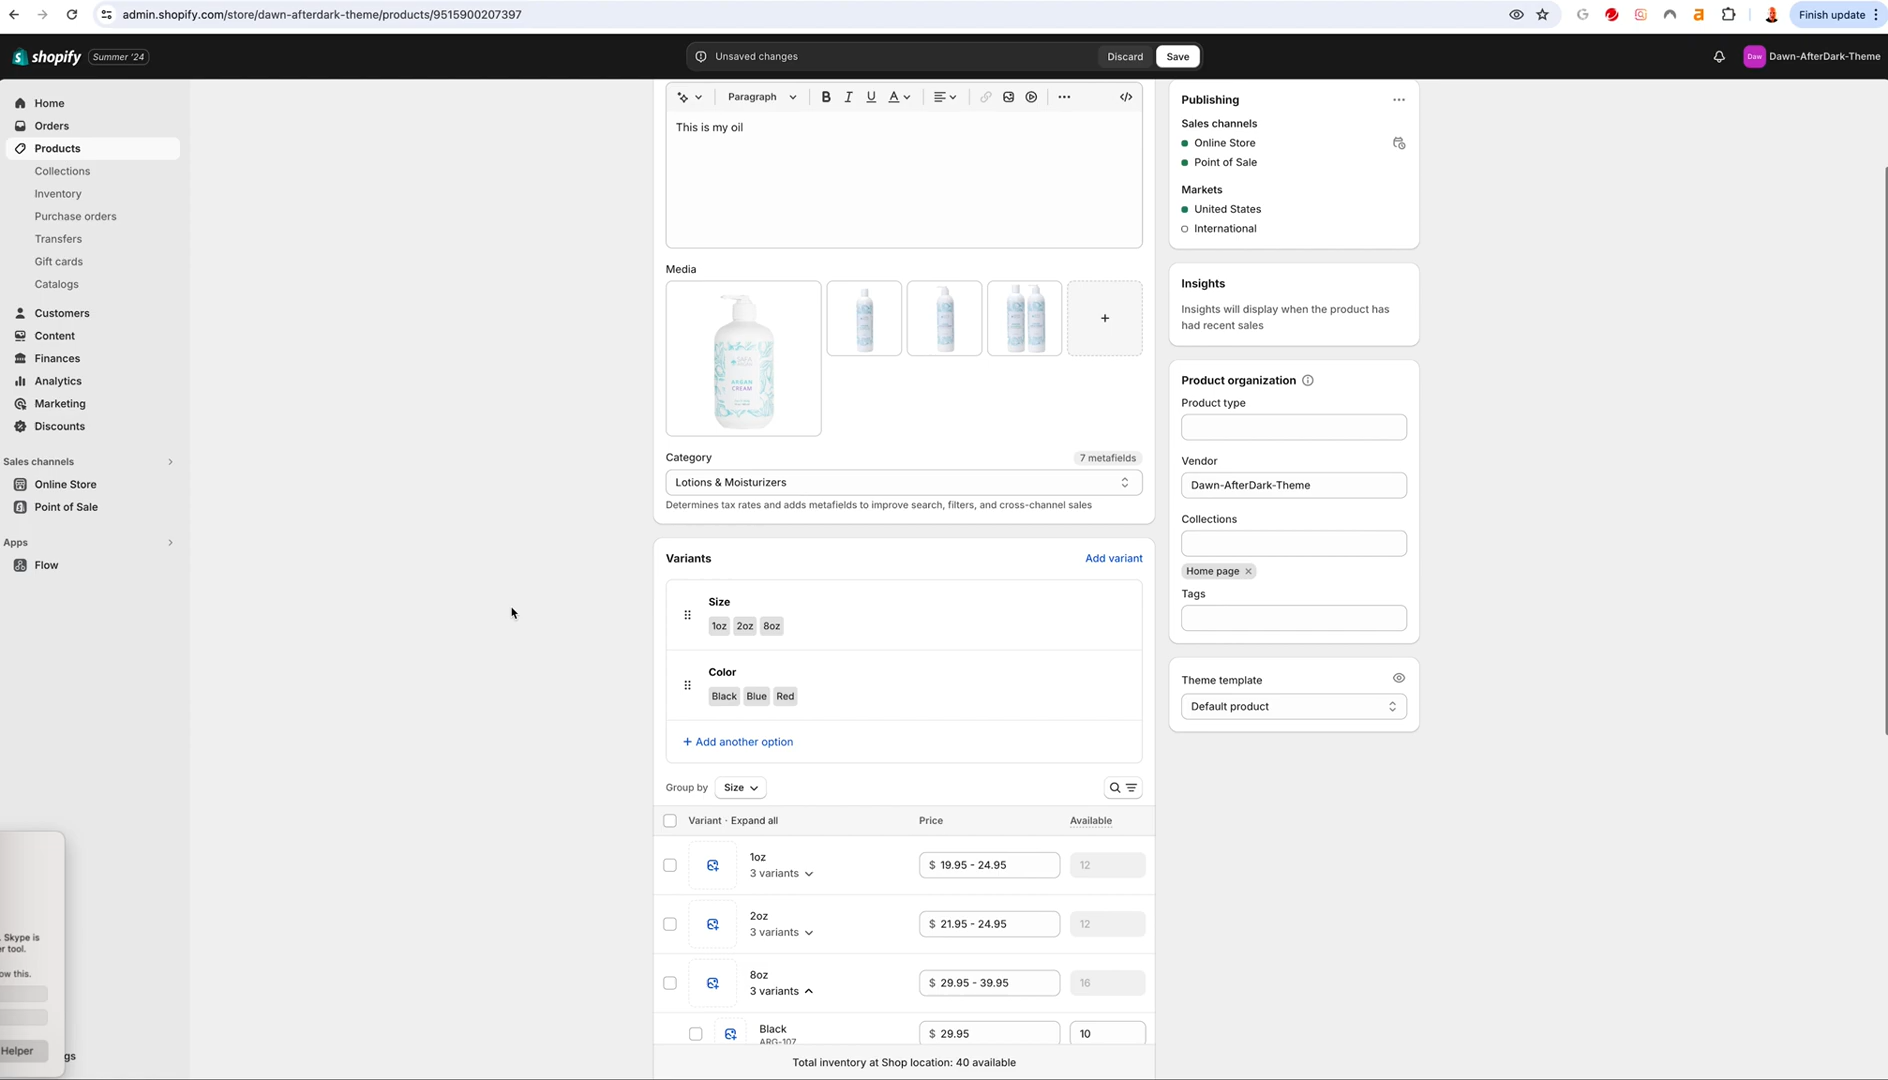 admin.shopify.com/store/dawn-afterdark-theme/products/9515900207397
Finish update
shopify
Summer '24
Unsaved changes
Discard
Save
Daw
Dawn-AfterDark-Theme
Home
Orders
Products
Collections
Inventory
Purchase orders
Transfers
Gift cards
Catalogs
Customers
Content
Finances
Analytics
Marketing
Discounts
Sales channels
Online Store
Point of Sale
Apps
Flow
. Skype is
er tool.
ow this.
Helper
gs
Paragraph
This is my oil
Media
ARGAN
CREAM
Category
7 metafields
Lotions & Moisturizers
Determines tax rates and adds metafields to improve search, filters, and cross-channel sales
Variants
Add variant
Size
1oz 2oz 8oz
Color
Black Blue Red
+ Add another option
Group by
Size
Variant · Expand all
Price
Available
1oz
3 variants
$ 19.95 - 24.95
12
2oz
3 variants
$ 21.95 - 24.95
12
8oz
3 variants
$ 29.95 - 39.95
16
Black
ARG-107
$ 29.95
10
Total inventory at Shop location: 40 available
Publishing
Sales channels
Online Store
Point of Sale
Markets
United States
International
Insights
Insights will display when the product has
had recent sales
Product organization
Product type
Vendor
Dawn-AfterDark-Theme
Collections
Home page
Tags
Theme template
Default product